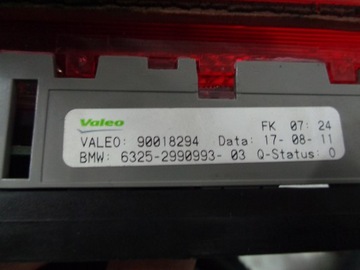 Valeo FK 07: 24
VALEO: 90018294 Data: 17- 08- 11
BMW: 6325-2990993- 03 Q-Status: 0